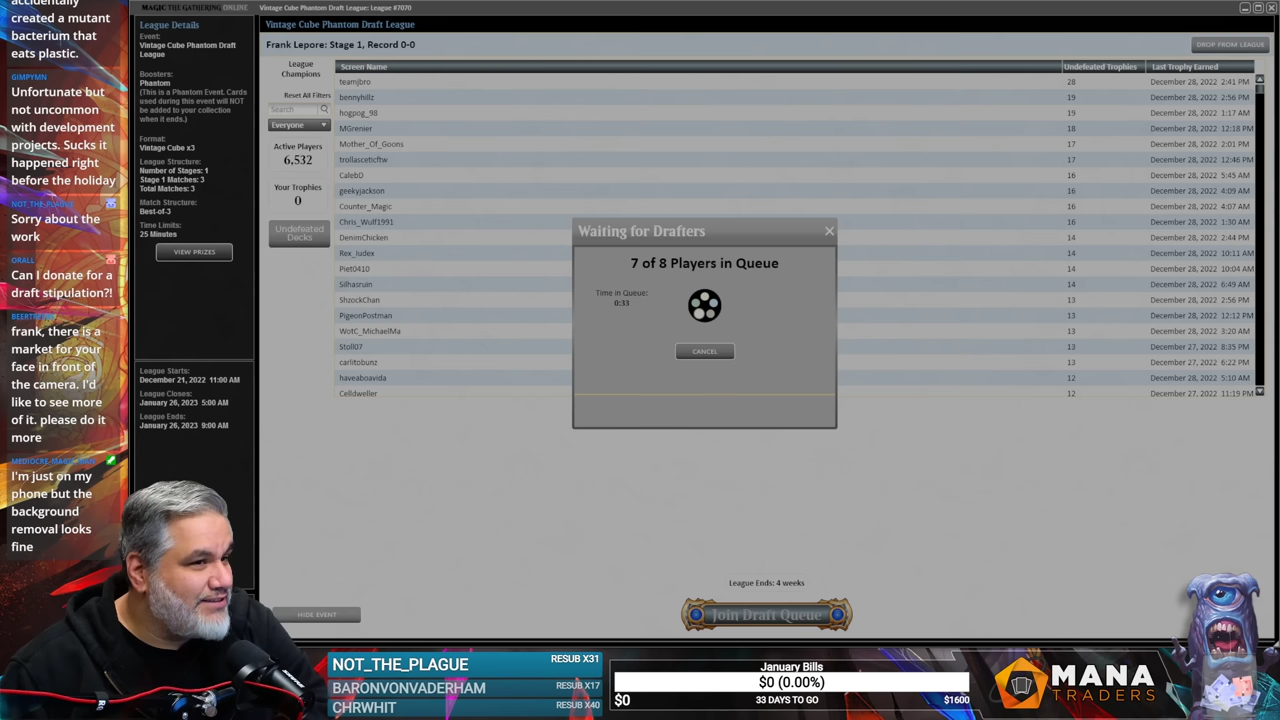 accidentally
created a mutant
bacterium that
eats plastic.
GIMPYMN
Unfortunate but
not uncommon
with development
projects. Sucks it
happened right
before the holiday
NOT_THE_PLAGUE
Sorry about the
work
ORALL
Can I donate for a
draft stipulation?!
frank, there is a
market for your
face in front of
the camera. I'd
like to see more
of it. please do it
more
I'm just on my
phone but the
background
removal looks
fine
MAGIC THE GATHERING ONLINE
Vintage Cube Phantom Draft League: League #7070
League Details
Event:
Vintage Cube Phantom Draft
League
Boosters:
Phantom
(This is a Phantom Event. Cards
used during this event will NOT
be added to your collection
when it ends.)
Format:
Vintage Cube x3
League Structure:
Number of Stages: 1
Stage 1 Matches: 3
Total Matches: 3
Match Structure:
Best-of-3
Time Limits:
25 Minutes
VIEW PRIZES
League Starts:
December 21, 2022 11:00 AM
League Closes:
January 26, 2023 5:00 AM
League Ends:
January 26, 2023 9:00 AM
Vintage Cube Phantom Draft League
Frank Lepore: Stage 1, Record 0-0
DROP FROM LEAGUE
League
Champions
Reset All Filters
Search
Everyone
Active Players
6,532
Your Trophies
0
Undefeated
Decks
Screen Name Undefeated Trophies Last Trophy Earned
teamjbro 28 December 28, 2022 2:41 PM
bennyhillz 19 December 28, 2022 2:56 PM
hogpog_98 19 December 28, 2022 1:17 AM
MGrenier 18 December 28, 2022 12:18 PM
Mother_Of_Goons 17 December 28, 2022 2:01 PM
trollasceticftw 17 December 28, 2022 12:46 PM
CalebD 16 December 28, 2022 5:45 AM
geekyjackson 16 December 28, 2022 4:09 AM
Counter_Magic 16 December 28, 2022 4:07 AM
Chris_Wulf1991 16 December 28, 2022 1:30 AM
DenimChicken 14 December 28, 2022 2:44 PM
Rex_Iudex 14 December 28, 2022 10:11 AM
Piet0410 14 December 28, 2022 10:04 AM
Silhasruin 14 December 28, 2022 6:49 AM
ShzockChan 13 December 28, 2022 2:56 PM
PigeonPostman 13 December 28, 2022 12:12 PM
WotC_MichaelMa 13 December 28, 2022 3:20 AM
Stoll07 13 December 27, 2022 8:35 PM
carlitobunz 13 December 27, 2022 6:22 PM
haveaboavida 12 December 28, 2022 5:10 AM
Celldweller 12 December 27, 2022 11:19 PM
Waiting for Drafters
7 of 8 Players in Queue
Time in Queue:
0:33
CANCEL
League Ends: 4 weeks
Join Draft Queue
HIDE EVENT
NOT_THE_PLAGUE RESUB X31
BARONVONVADERHAM RESUB X17
CHRWHIT RESUB X40
January Bills
$0 (0.00%)
$0 33 DAYS TO GO $1600
MANA
TRADERS